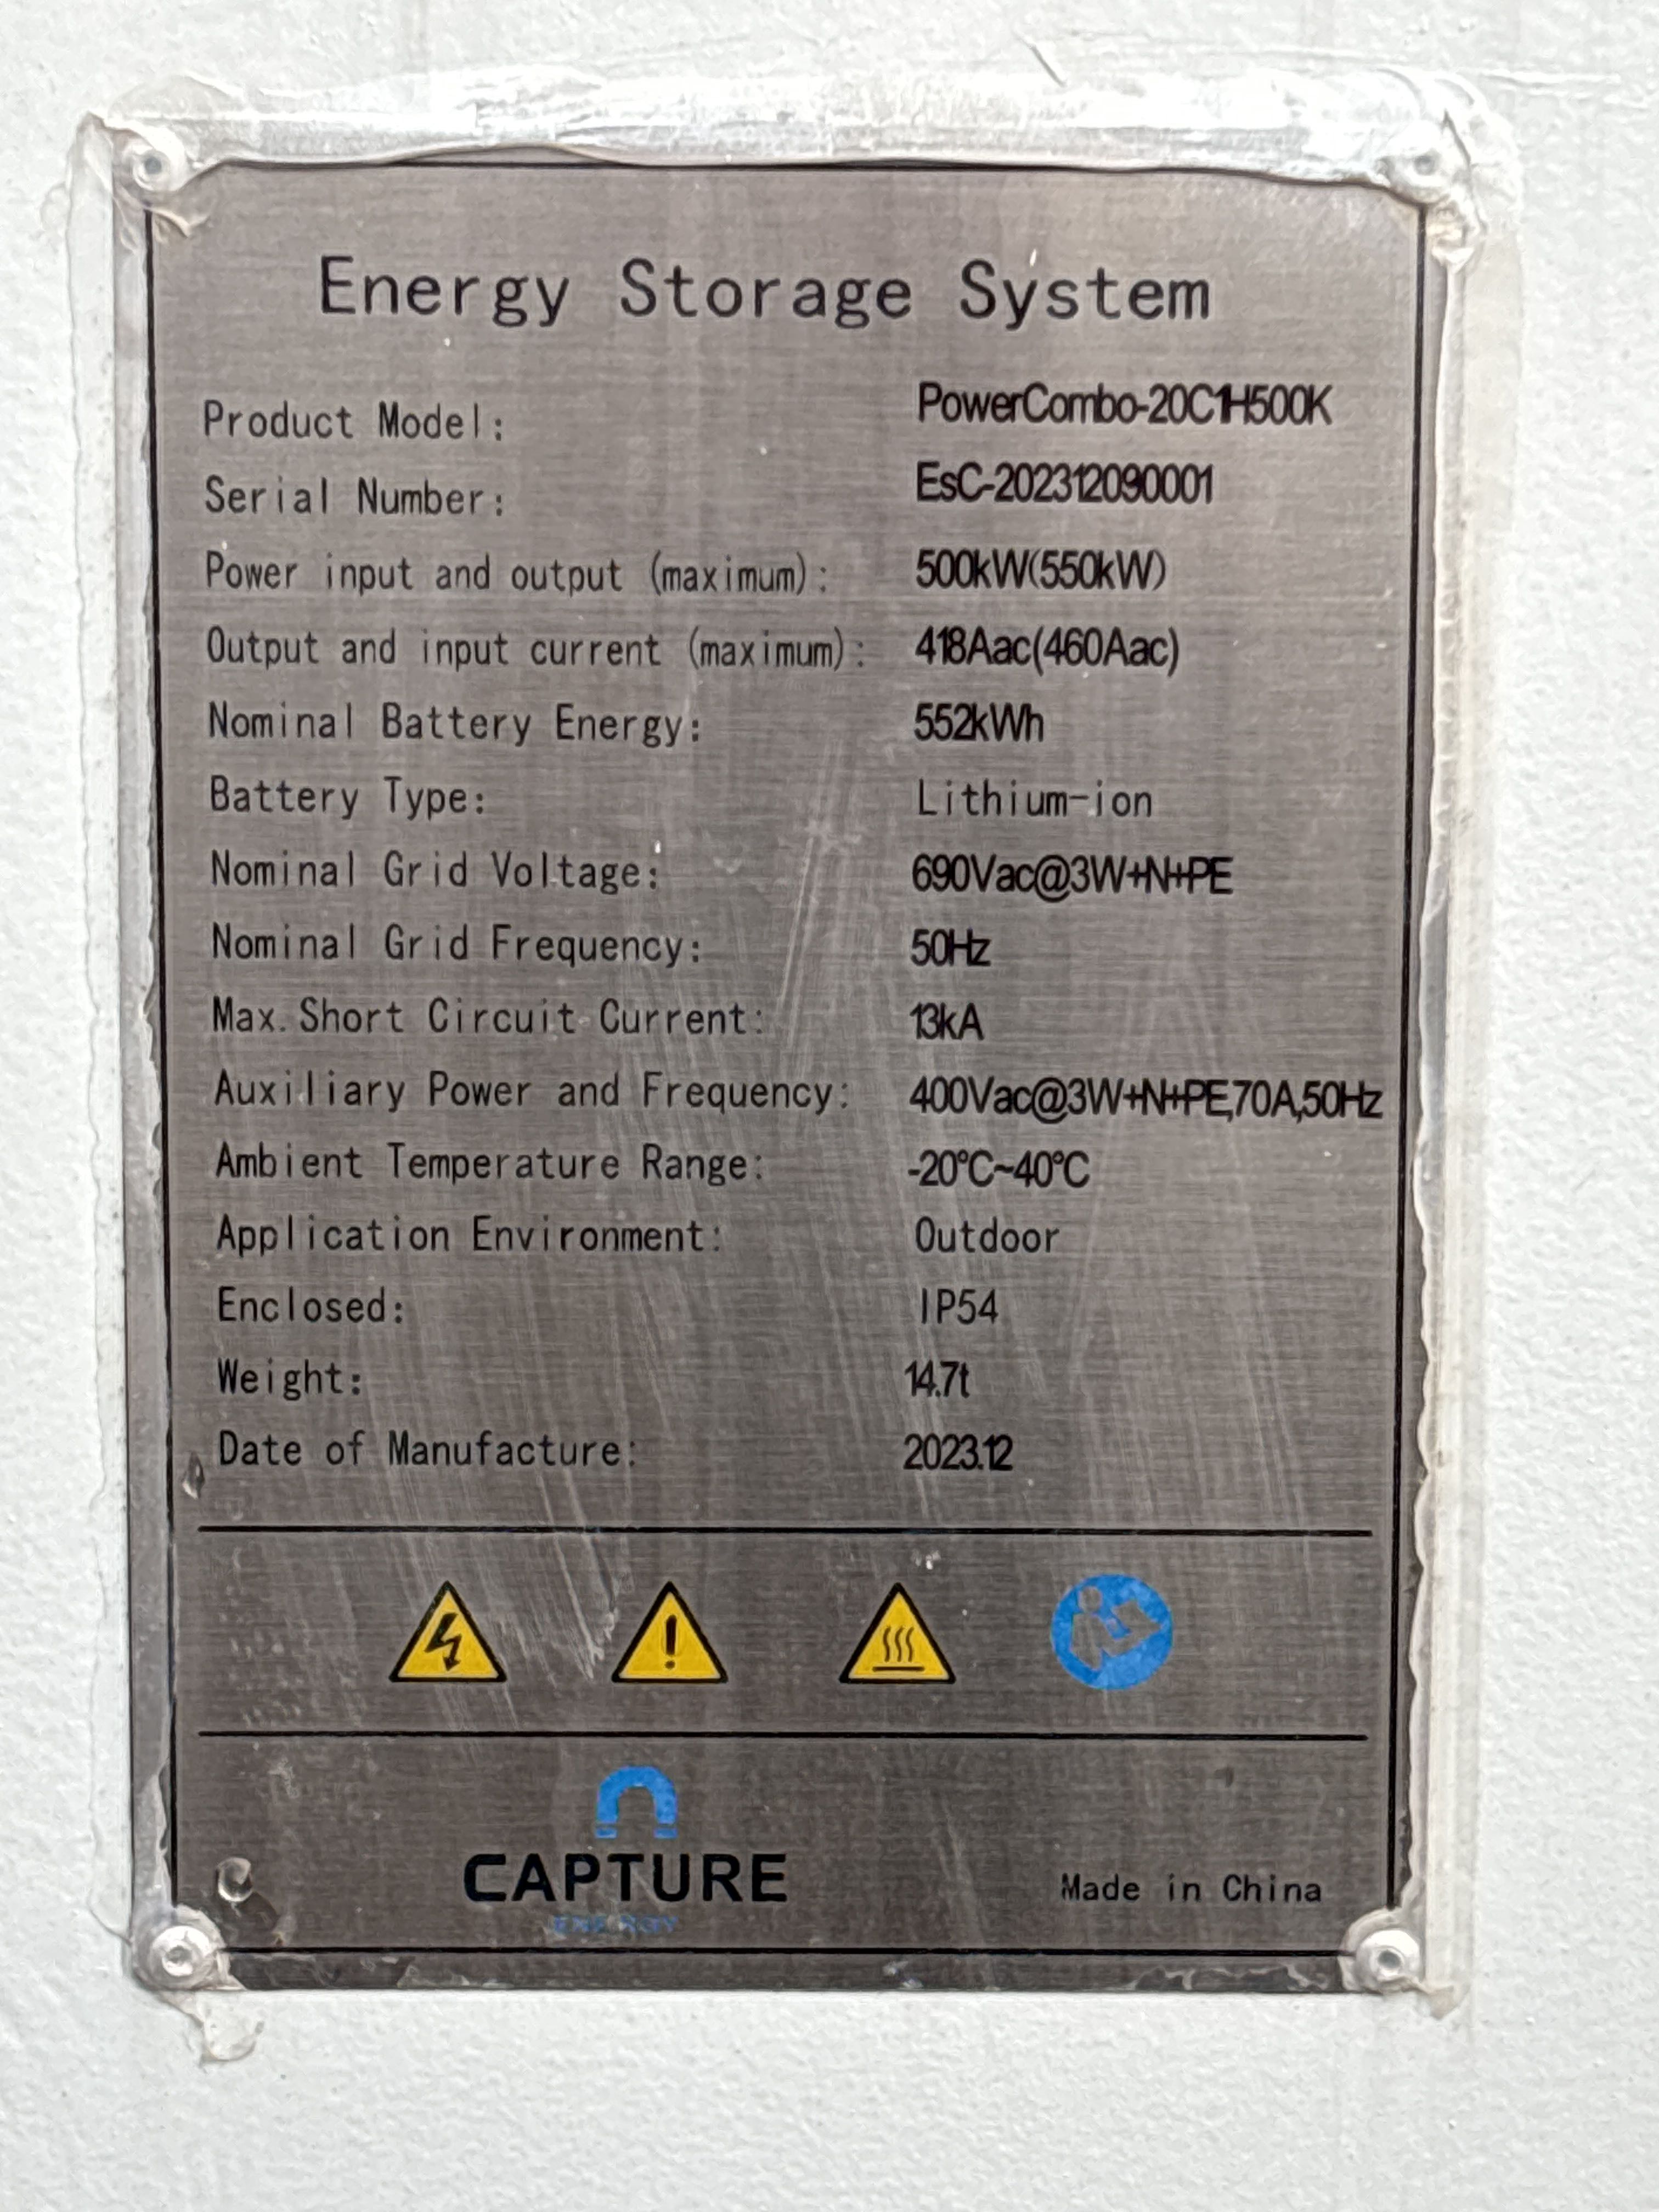 Energy Storage System
Product Model: PowerCombo-20C1H500K
Serial Number: EsC-202312090001
Power input and output (maximum): 500kW(550kW)
Output and input current (maximum): 418Aac(460Aac)
Nominal Battery Energy: 552kWh
Battery Type: Lithium-ion
Nominal Grid Voltage: 690Vac@3W+N+PE
Nominal Grid Frequency: 50Hz
Max. Short Circuit Current: 13kA
Auxiliary Power and Frequency: 400Vac@3W+N+PE,70A,50Hz
Ambient Temperature Range: -20°C~40°C
Application Environment: Outdoor
Enclosed: IP54
Weight: 14.7t
Date of Manufacture: 2023.12
CAPTURE
ENERGY
Made in China